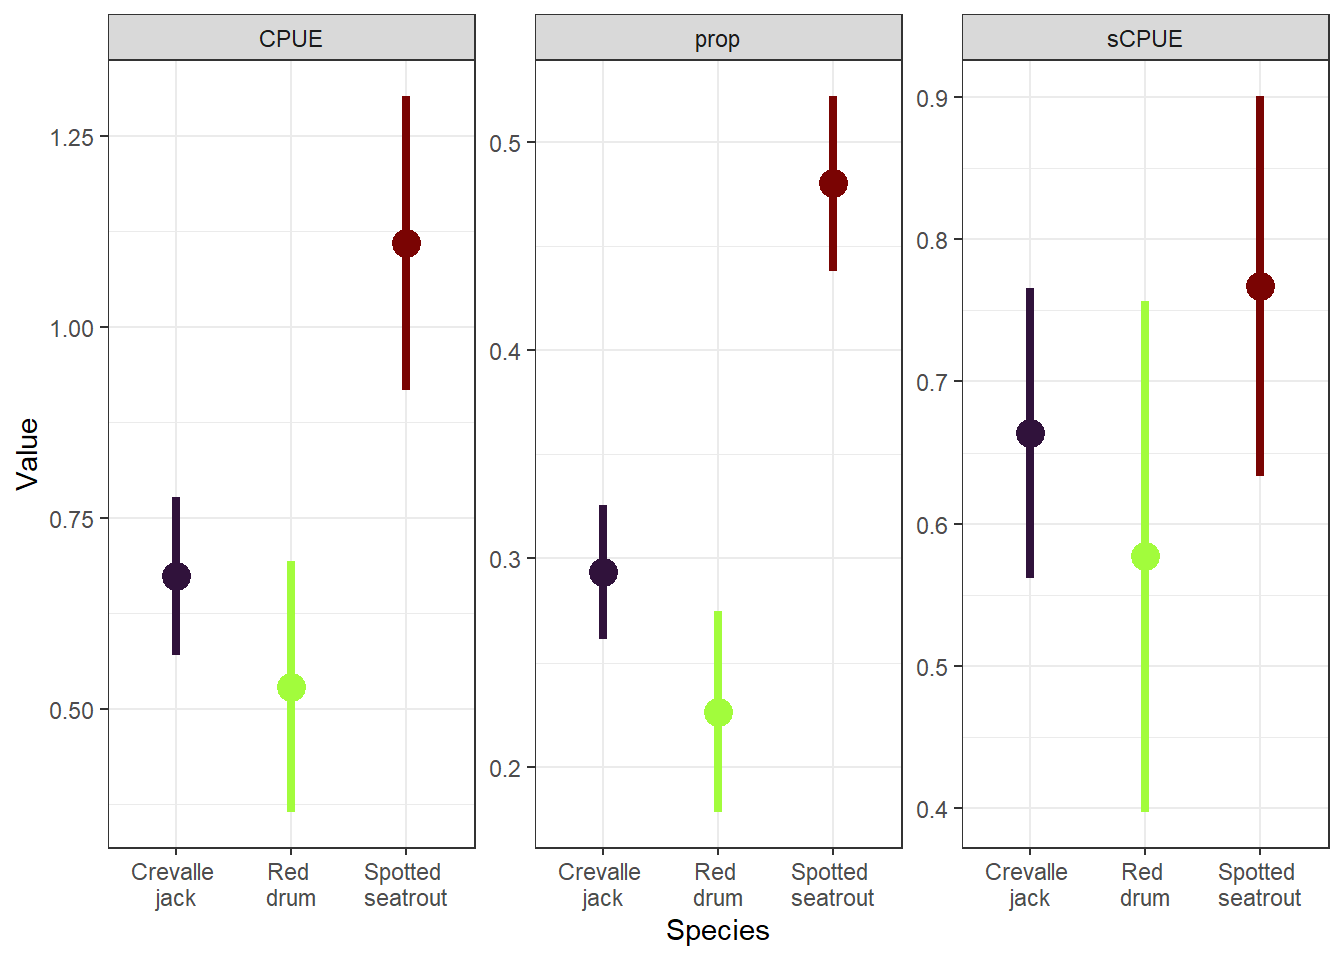 CPUE
prop
sCPUE
Value
1.25
1.00
0.75
0.50
0.5
0.4
0.3
0.2
0.9
0.8
0.7
0.6
0.5
0.4
Crevalle
jack
Red
drum
Spotted
seatrout
Crevalle
jack
Red
drum
Spotted
seatrout
Crevalle
jack
Red
drum
Spotted
seatrout
Species